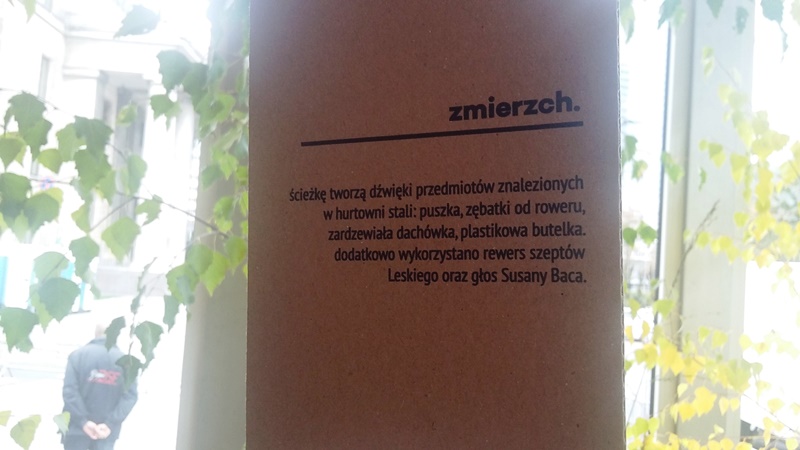 zmierzch.
ścieżkę tworzą dźwięki przedmiotów znalezionych
w hurtowni stali: puszka, zębatki od roweru,
zardzewiała dachówka, plastikowa butelka.
dodatkowo wykorzystano rewers szeptów
Leskiego oraz głos Susany Baca.